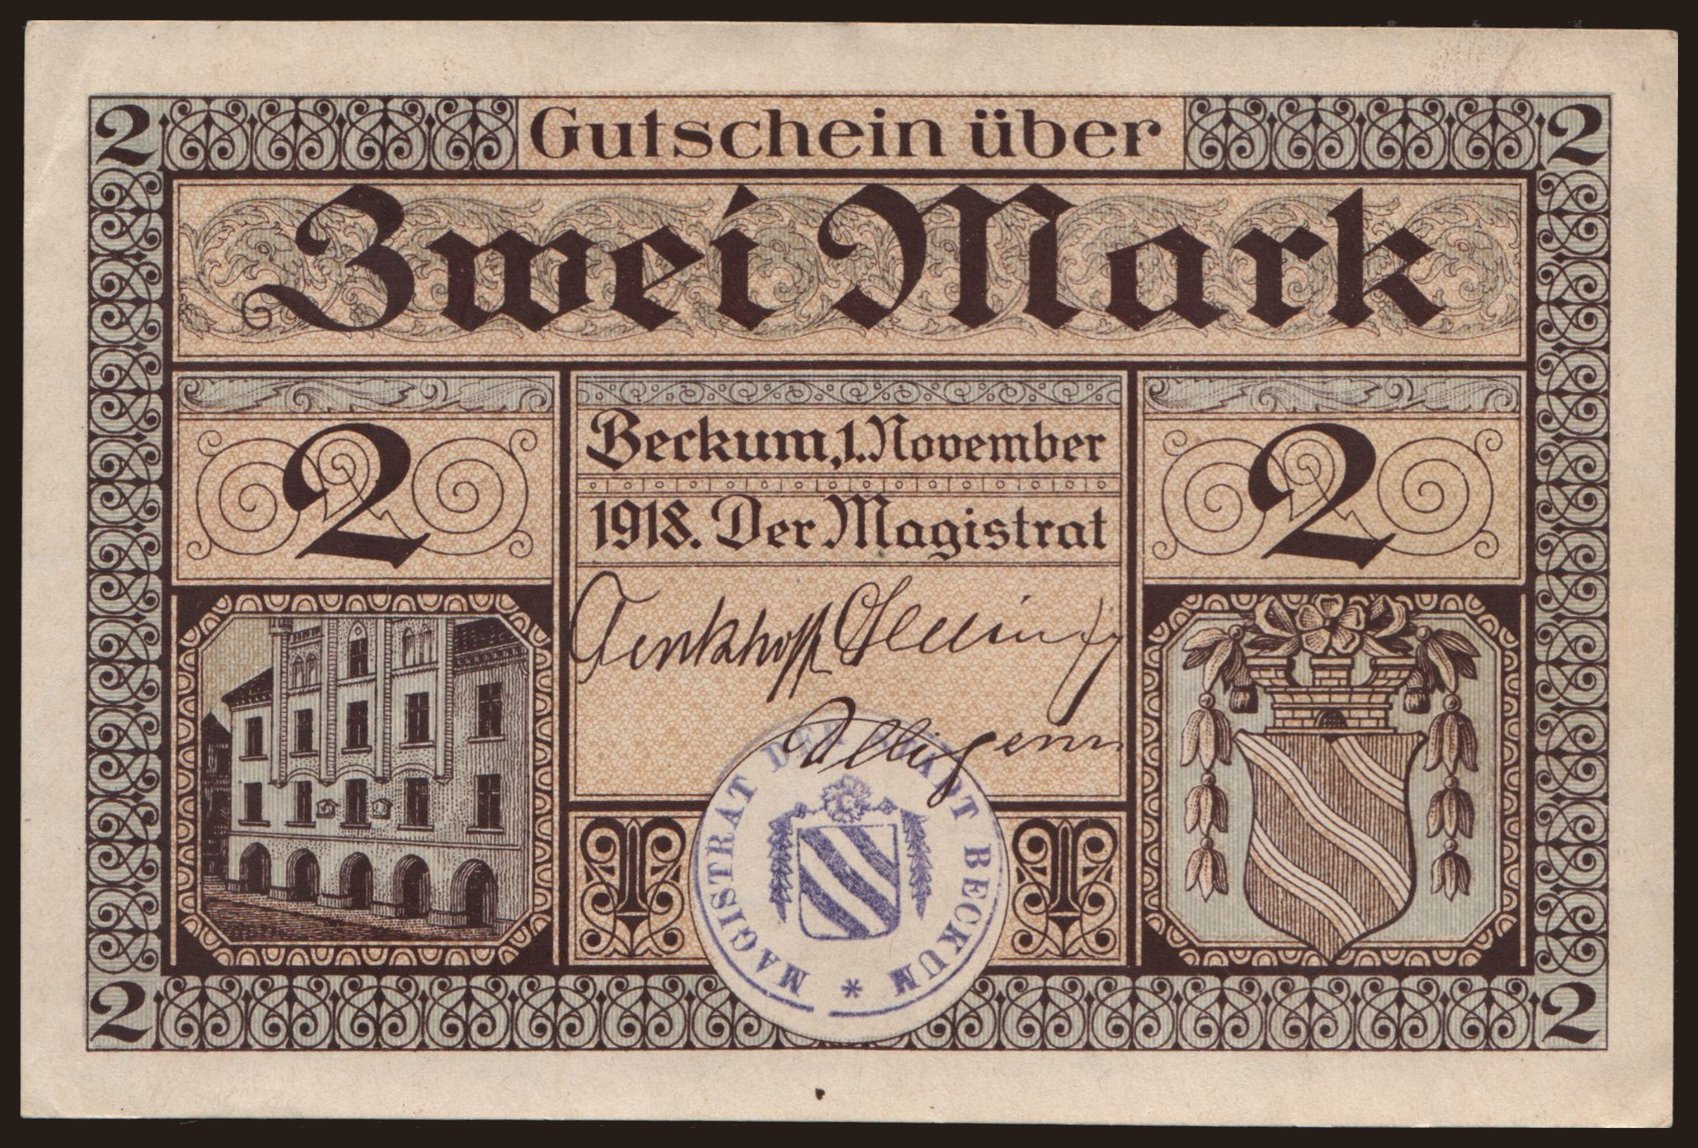 2 Gutschein über 2
Zwei Mark
2 Beckum, 1. November 2
1918. Der Magistrat
MAGISTRAT DER STADT BECKUM *
2 2